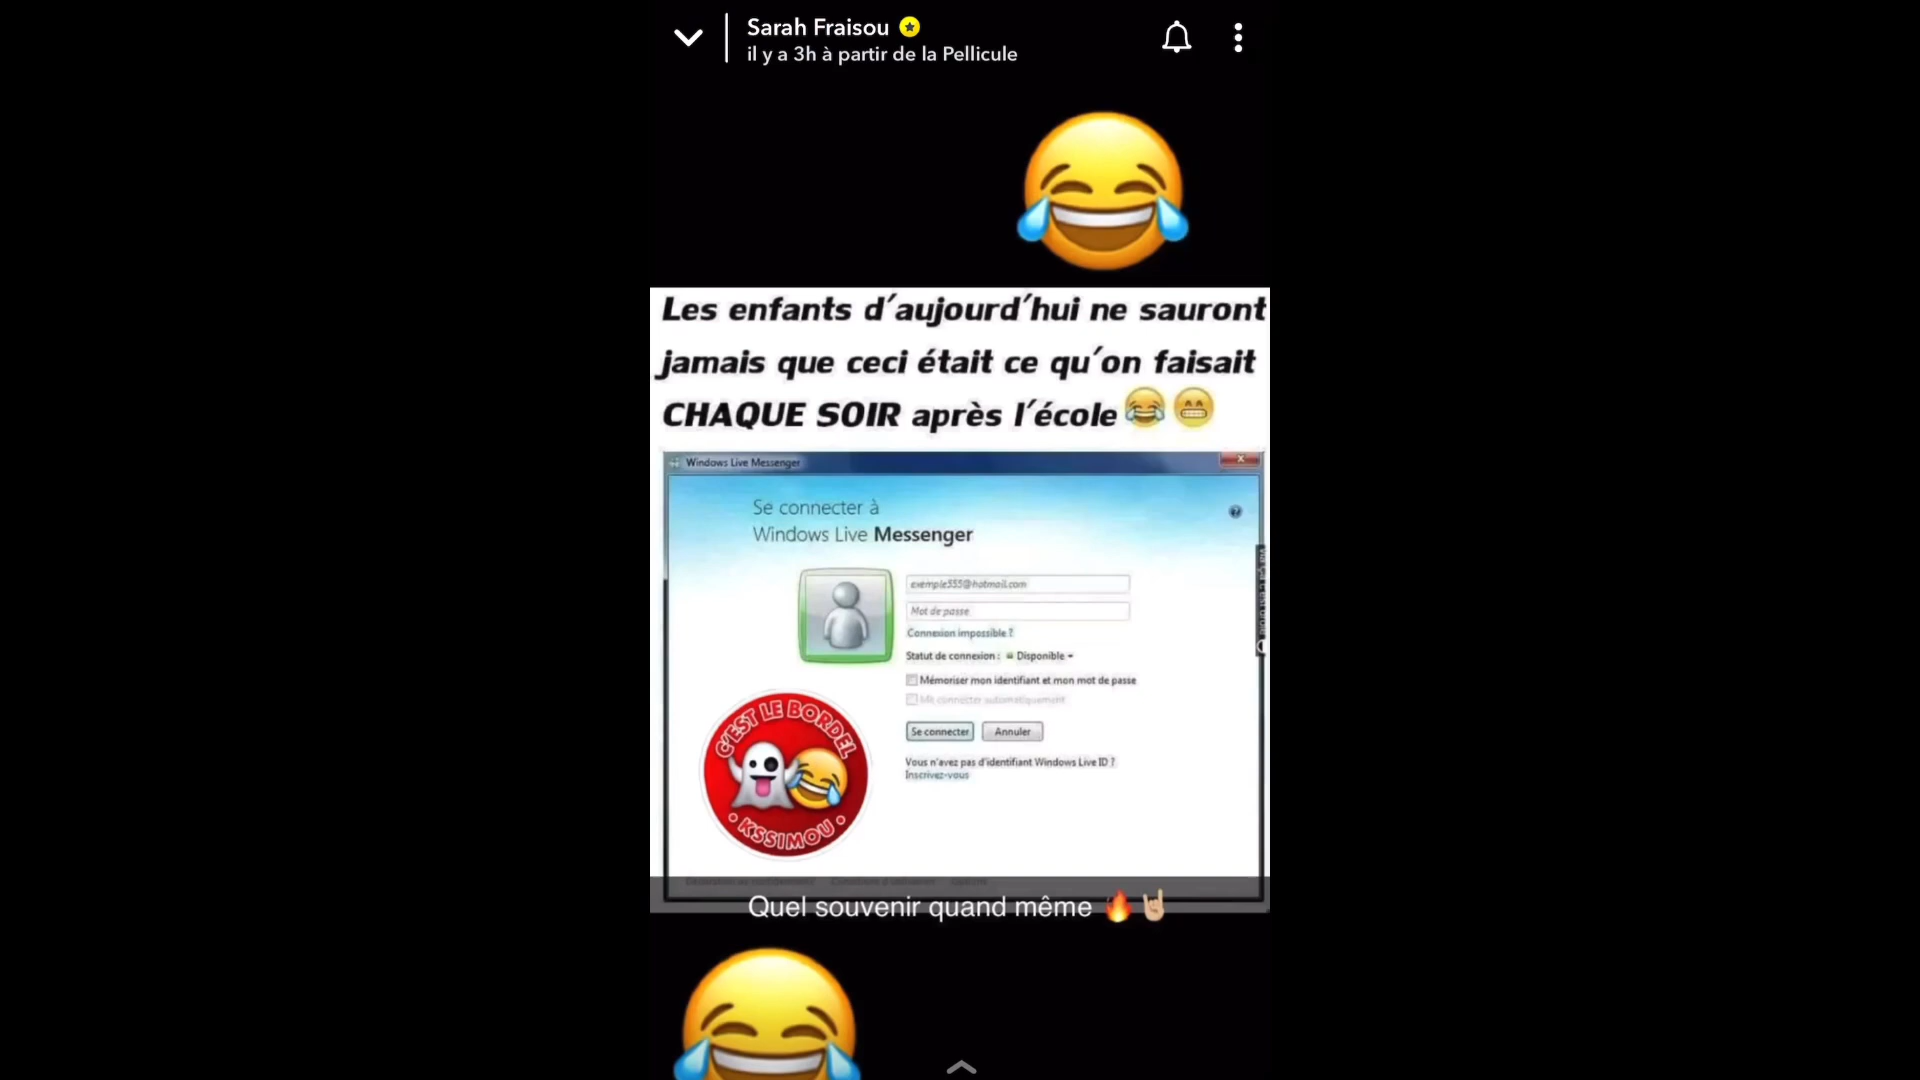 Sarah Fraisou
il y a 3h à partir de la Pellicule
Les enfants d'aujourd'hui ne sauront
jamais que ceci était ce qu'on faisait
CHAQUE SOIR après l'école
Windows Live Messenger
Se connecter à
Windows Live Messenger
exemple555@hotmail.com
Mot de passe
Connexion impossible ?
Statut de connexion : Disponible
Mémoriser mon identifiant et mon mot de passe
Me connecter automatiquement
Se connecter Annuler
Vous n'avez pas d'identifiant Windows Live ID ?
Inscrivez-vous
C'EST LE BORDEL
KSSIMOU
Quel souvenir quand même